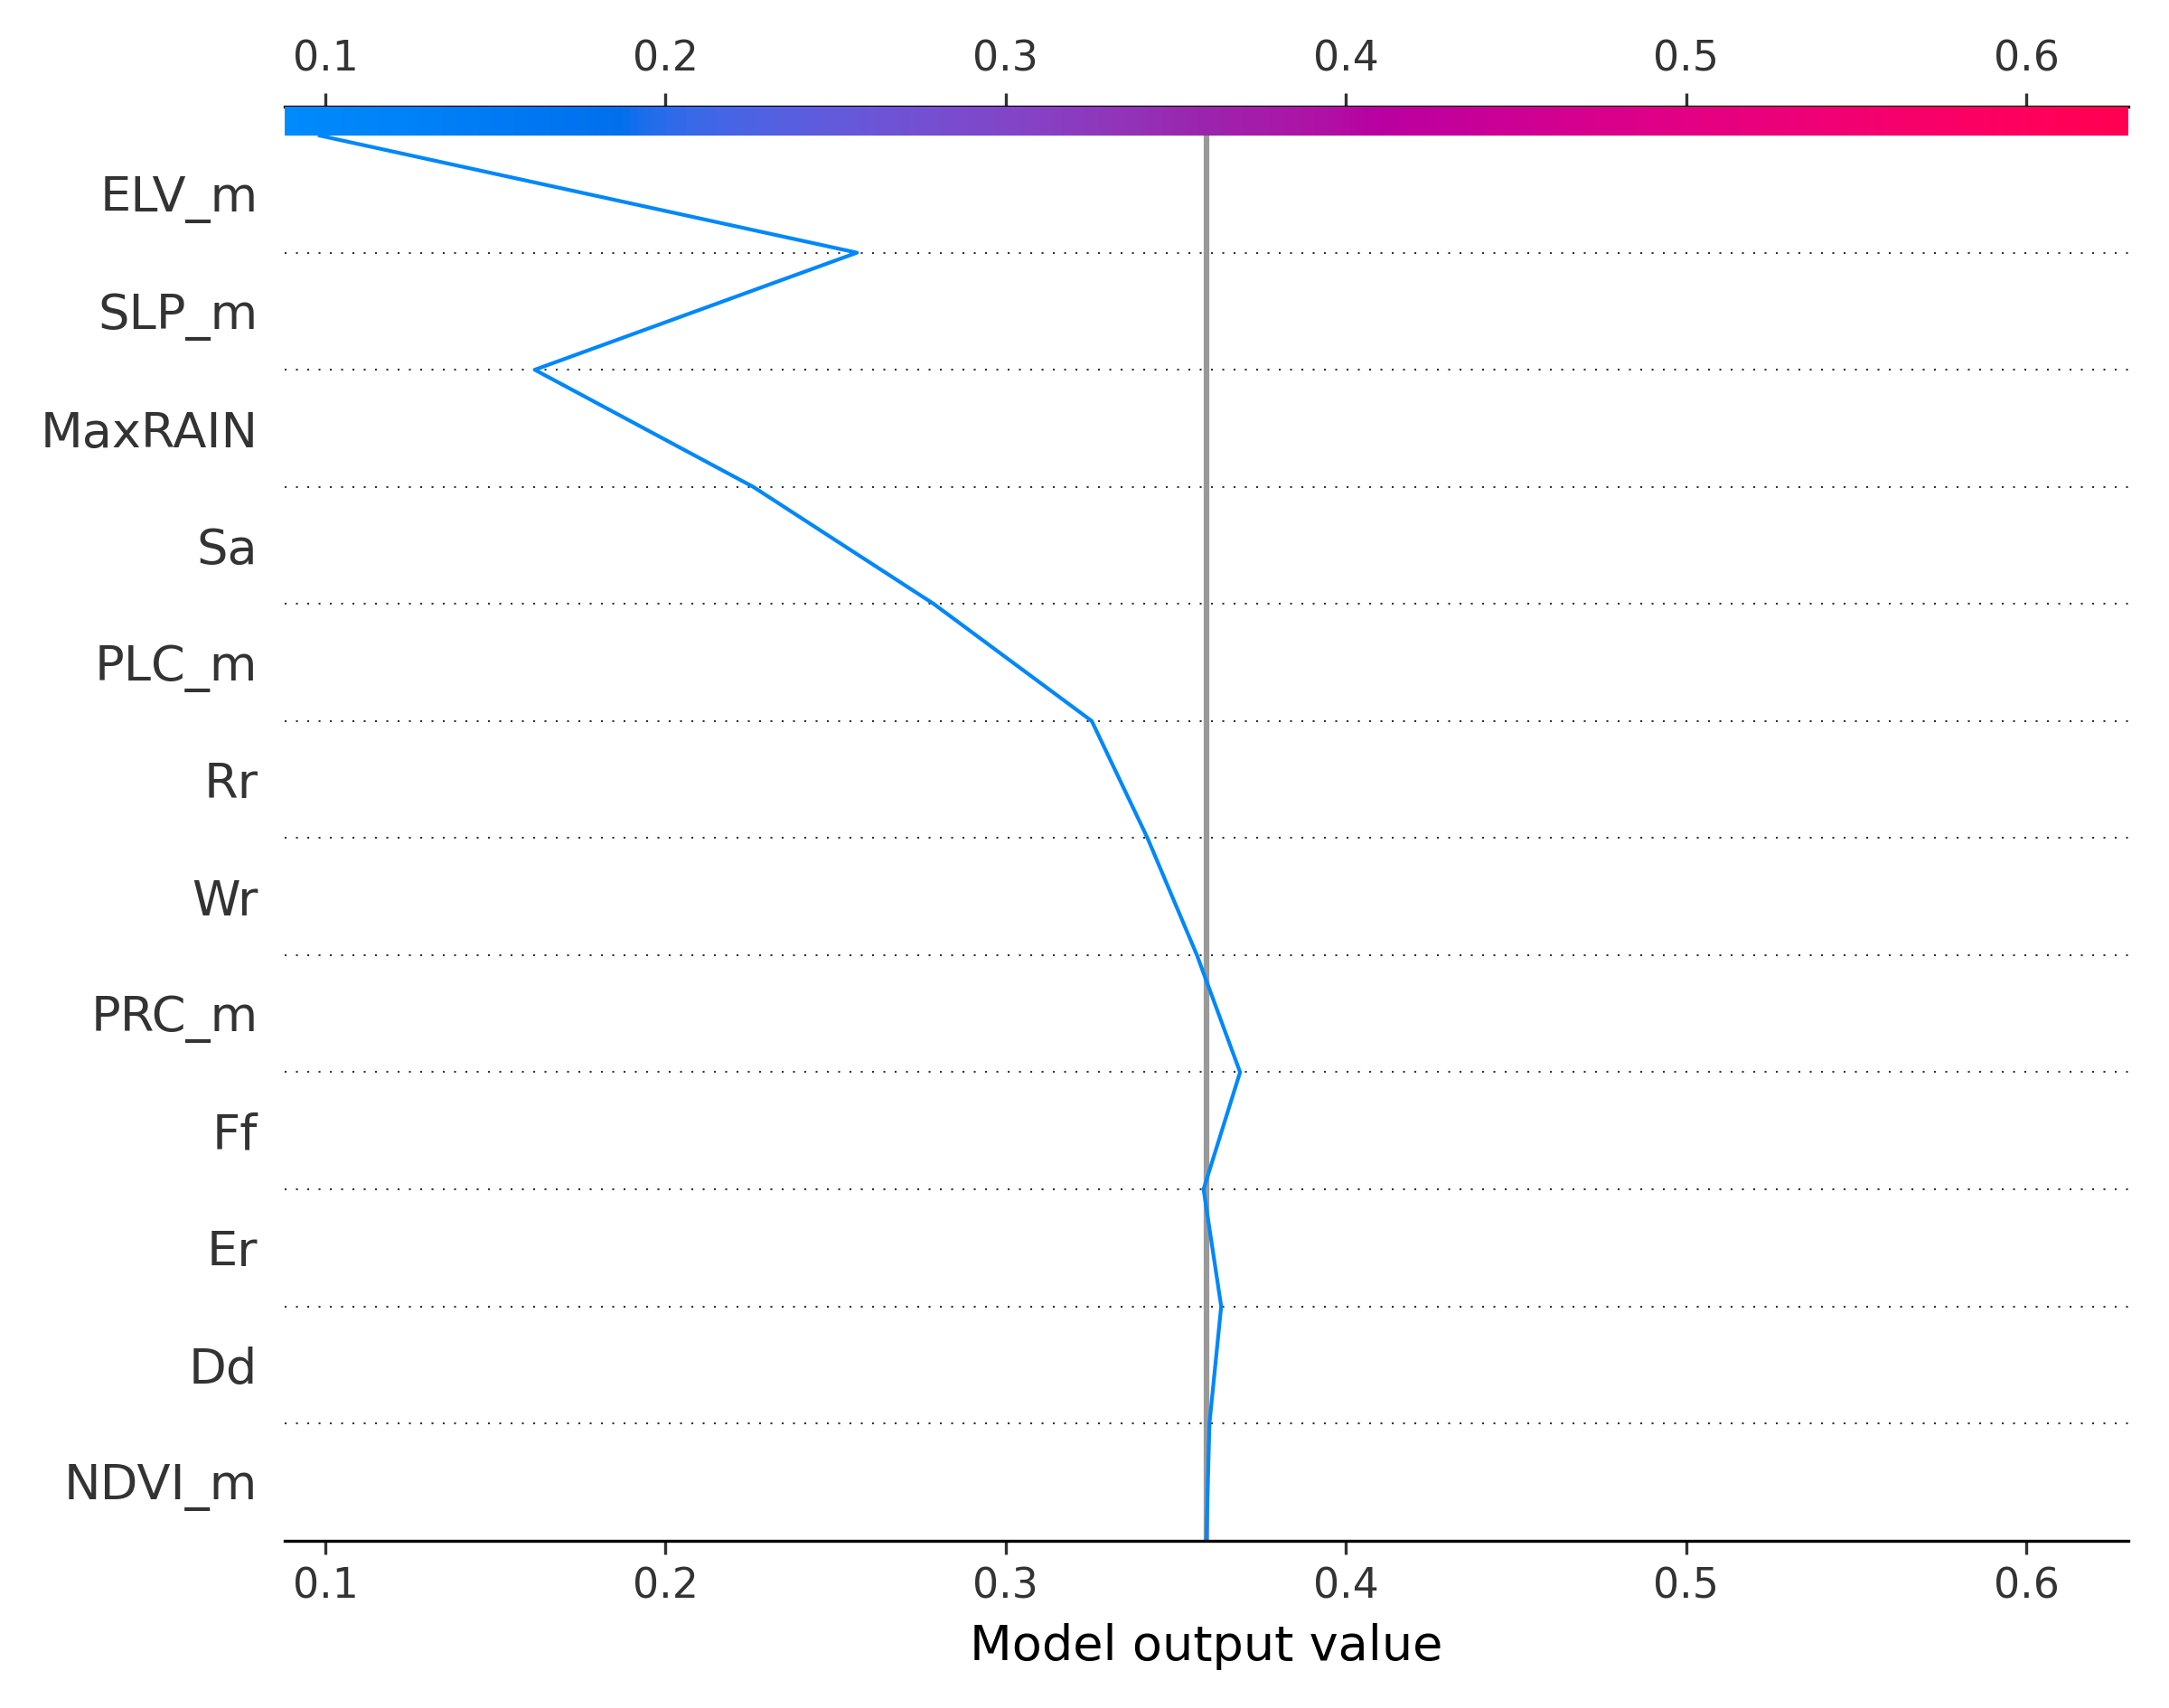 0.1 0.2 0.3 0.4 0.5 0.6
ELV_m
SLP_m
MaxRAIN
Sa
PLC_m
Rr
Wr
PRC_m
Ff
Er
Dd
NDVI_m
0.1 0.2 0.3 0.4 0.5 0.6
Model output value